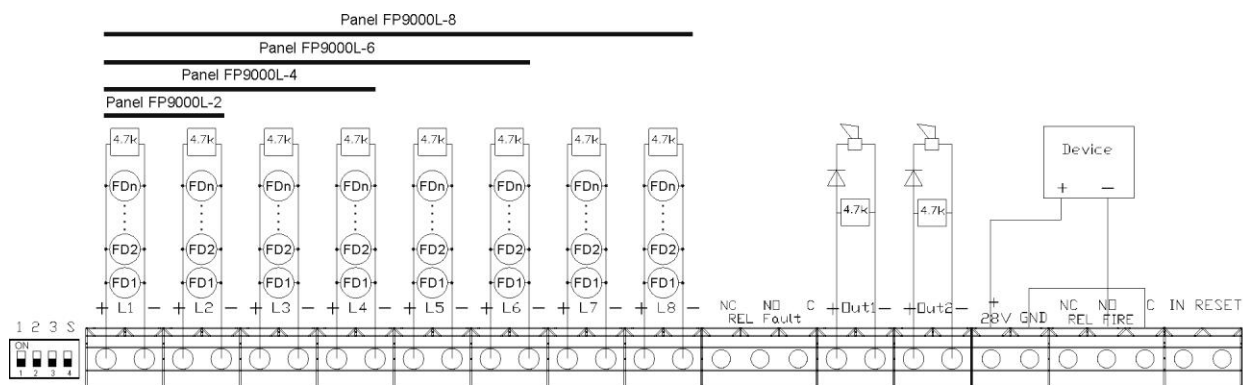 Panel FP9000L-8
Panel FP9000L-6
Panel FP9000L-4
Panel FP9000L-2
4.7k 4.7k 4.7k 4.7k 4.7k 4.7k 4.7k 4.7k
Device
+ −
FDn FDn FDn FDn FDn FDn FDn FDn
4.7k 4.7k
FD2 FD2 FD2 FD2 FD2 FD2 FD2 FD2
FD1 FD1 FD1 FD1 FD1 FD1 FD1 FD1
+ L1 − + L2 − + L3 − + L4 − + L5 − + L6 − + L7 − + L8 − NC NO C +Out1− +Out2− + NC NO C IN RESET
REL Fault 28V GND REL FIRE
1 2 3 S
ON
1 2 3 4